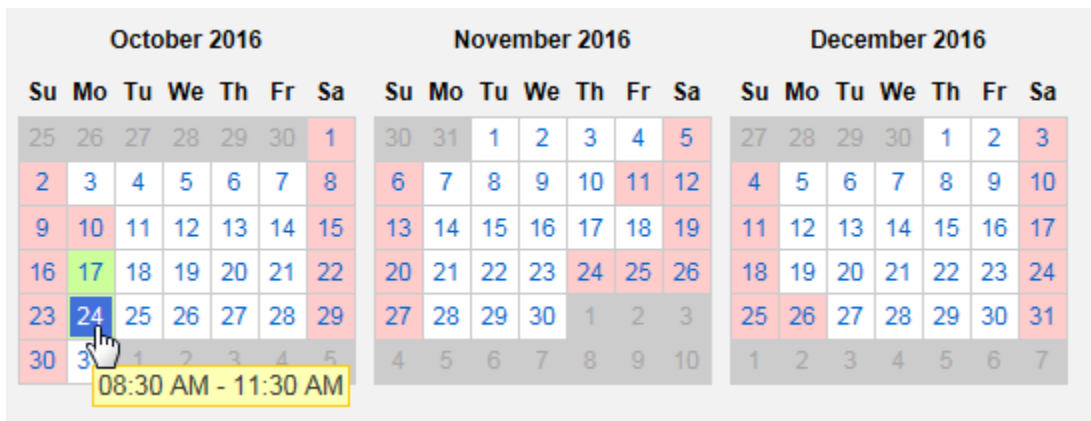 October 2016 November 2016 December 2016
Su Mo Tu We Th Fr Sa Su Mo Tu We Th Fr Sa Su Mo Tu We Th Fr Sa
25 26 27 28 29 30 1 30 31 1 2 3 4 5 27 28 29 30 1 2 3
2 3 4 5 6 7 8 6 7 8 9 10 11 12 4 5 6 7 8 9 10
9 10 11 12 13 14 15 13 14 15 16 17 18 19 11 12 13 14 15 16 17
16 17 18 19 20 21 22 20 21 22 23 24 25 26 18 19 20 21 22 23 24
23 24 25 26 27 28 29 27 28 29 30 1 2 3 25 26 27 28 29 30 31
30 1 2 3 4 5 4 5 6 7 8 9 10 1 2 3 4 5 6 7
08:30 AM - 11:30 AM